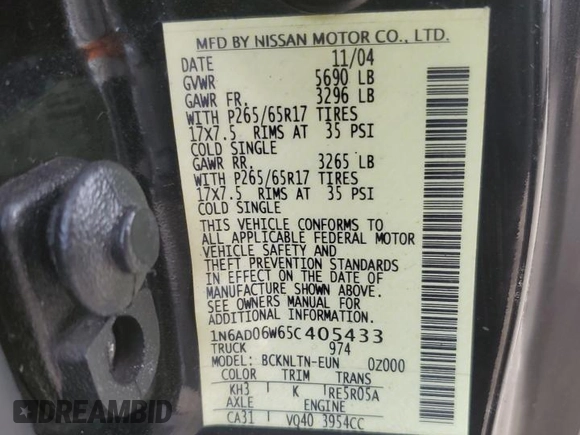 MFD BY NISSAN MOTOR CO., LTD.
DATE 11/04
GVWR 5690 LB
GAWR FR. 3296 LB
WITH P265/65R17 TIRES
17X7.5 RIMS AT 35 PSI
COLD SINGLE
GAWR RR. 3265 LB
WITH P265/65R17 TIRES
17X7.5 RIMS AT 35 PSI
COLD SINGLE
THIS VEHICLE CONFORMS TO
ALL APPLICABLE FEDERAL MOTOR
VEHICLE SAFETY AND
THEFT PREVENTION STANDARDS
IN EFFECT ON THE DATE OF
MANUFACTURE SHOWN ABOVE.
SEE OWNERS MANUAL FOR
ADDITIONAL INFORMATION.
1N6AD06W65C405433
TRUCK 974
MODEL: BCKNLTN-EUN 0Z000
COLOR TRIM TRANS
KH3 K RE5R05A
AXLE ENGINE
CA31 VQ40 3954CC
DREAMBID